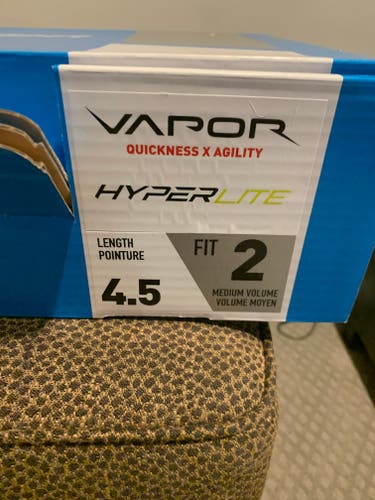 VAPOR
QUICKNESS X AGILITY
HYPERLITE
LENGTH
POINTURE
4.5
FIT 2
MEDIUM VOLUME
VOLUME MOYEN